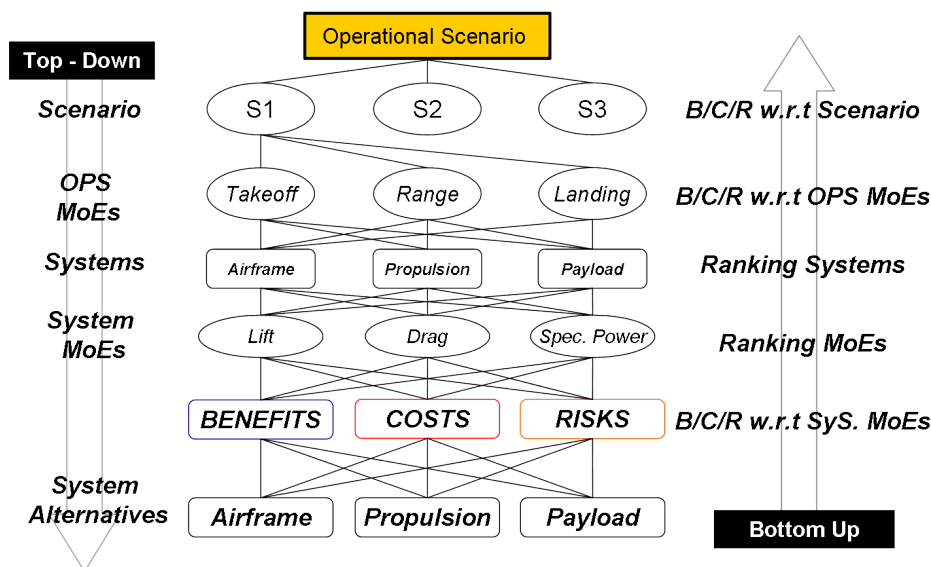 Operational Scenario
Top - Down
Scenario
S1
S2
S3
B/C/R w.r.t Scenario
OPS
MoEs
Takeoff
Range
Landing
B/C/R w.r.t OPS MoEs
Systems
Airframe
Propulsion
Payload
Ranking Systems
System
MoEs
Lift
Drag
Spec. Power
Ranking MoEs
BENEFITS
COSTS
RISKS
B/C/R w.r.t SyS. MoEs
System
Alternatives
Airframe
Propulsion
Payload
Bottom Up